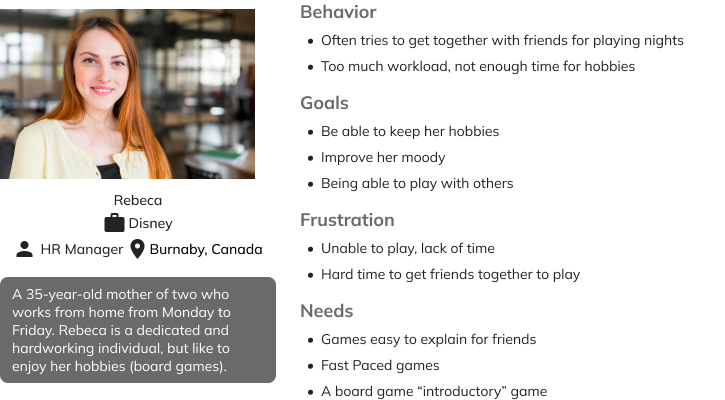 Rebeca
Disney
HR Manager Burnaby, Canada
A 35-year-old mother of two who
works from home from Monday to
Friday. Rebeca is a dedicated and
hardworking individual, but like to
enjoy her hobbies (board games).
Behavior
• Often tries to get together with friends for playing nights
• Too much workload, not enough time for hobbies
Goals
• Be able to keep her hobbies
• Improve her moody
• Being able to play with others
Frustration
• Unable to play, lack of time
• Hard time to get friends together to play
Needs
• Games easy to explain for friends
• Fast Paced games
• A board game “introductory” game